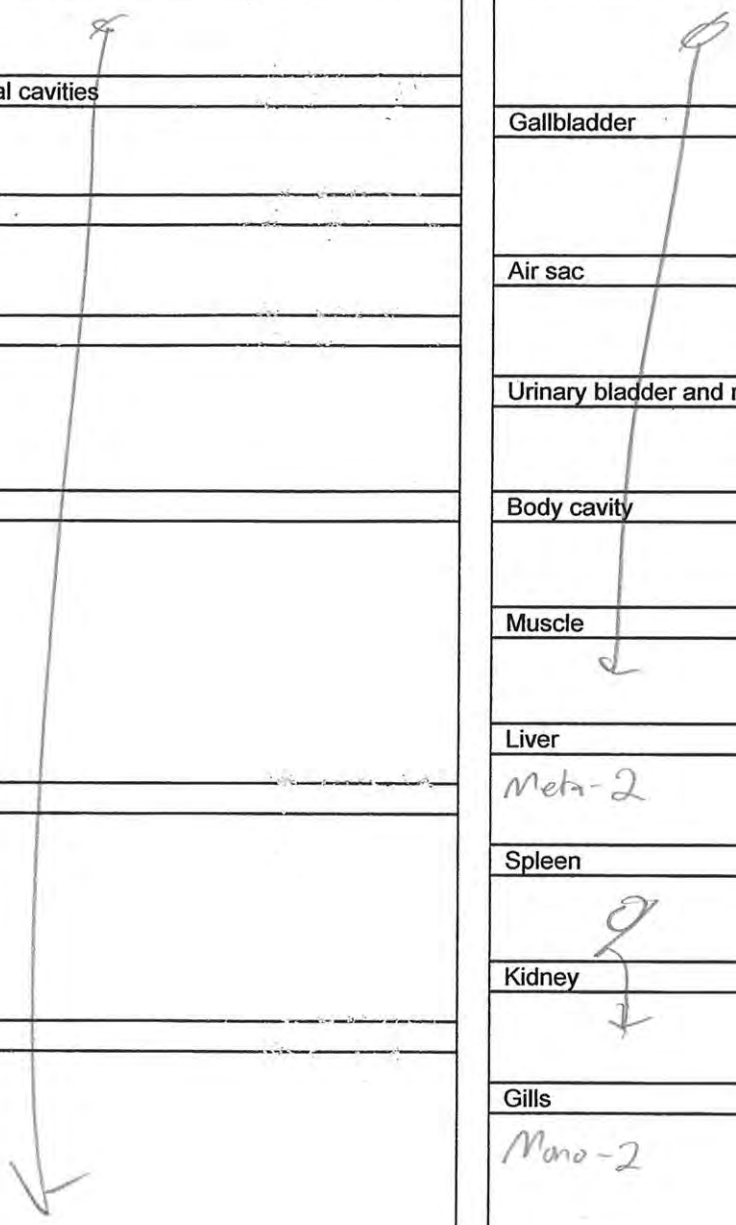 al cavities
Gallbladder
Air sac
Urinary bladder and
Body cavity
Muscle
Liver
Meta-2
Spleen
Ø
Kidney
Gills
Mono-2